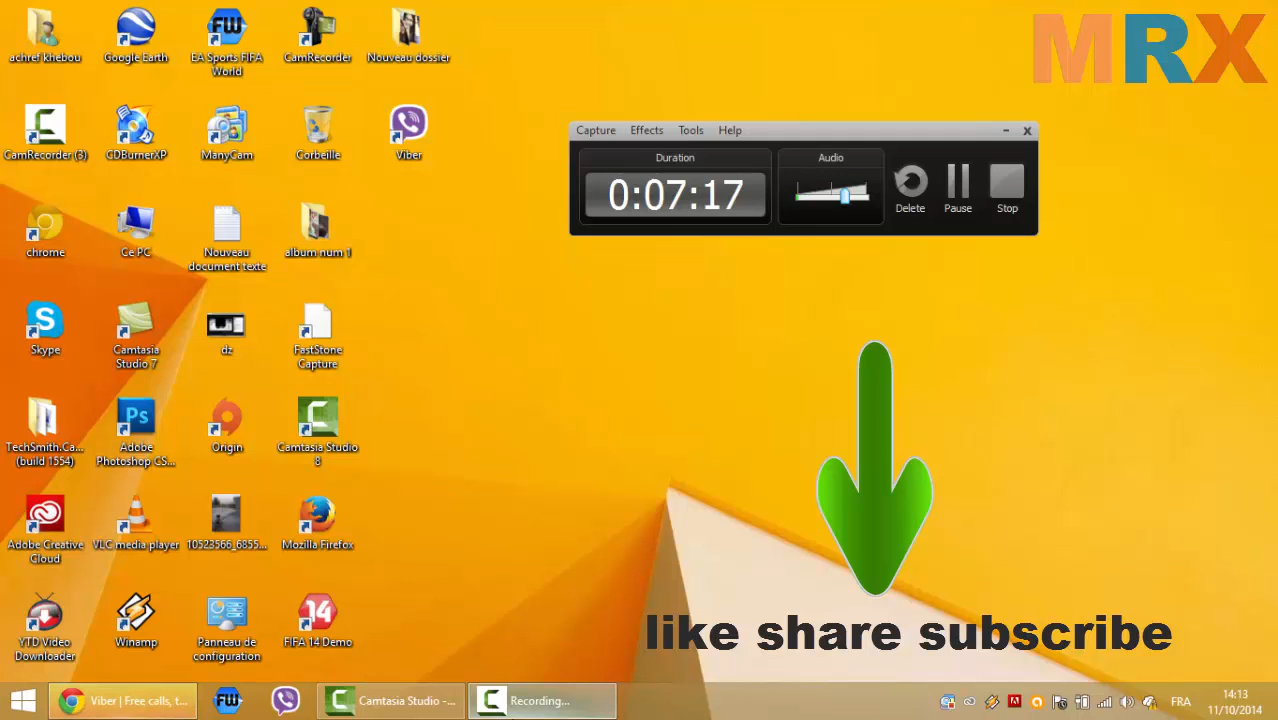 MRX
achref khebou
Google Earth
EA Sports FIFA
World
CamRecorder
Nouveau dossier
CamRecorder (3)
CDBurnerXP
ManyCam
Corbeille
Viber
Capture Effects Tools Help
Duration
Audio
0:07:17
Delete
Pause
Stop
chrome
Ce PC
Nouveau
document texte
album num 1
Skype
Camtasia
Studio 7
dz
FastStone
Capture
TechSmith.Ca...
(build 1554)
Adobe
Photoshop CS...
Origin
Camtasia Studio
8
Adobe Creative
Cloud
VLC media player
10523566_6855...
Mozilla Firefox
YTD Video
Downloader
Winamp
Panneau de
configuration
14
FIFA 14 Demo
like share subscribe
Viber | Free calls, t...
FW
Camtasia Studio -...
Recording...
FRA
14:13
11/10/2014